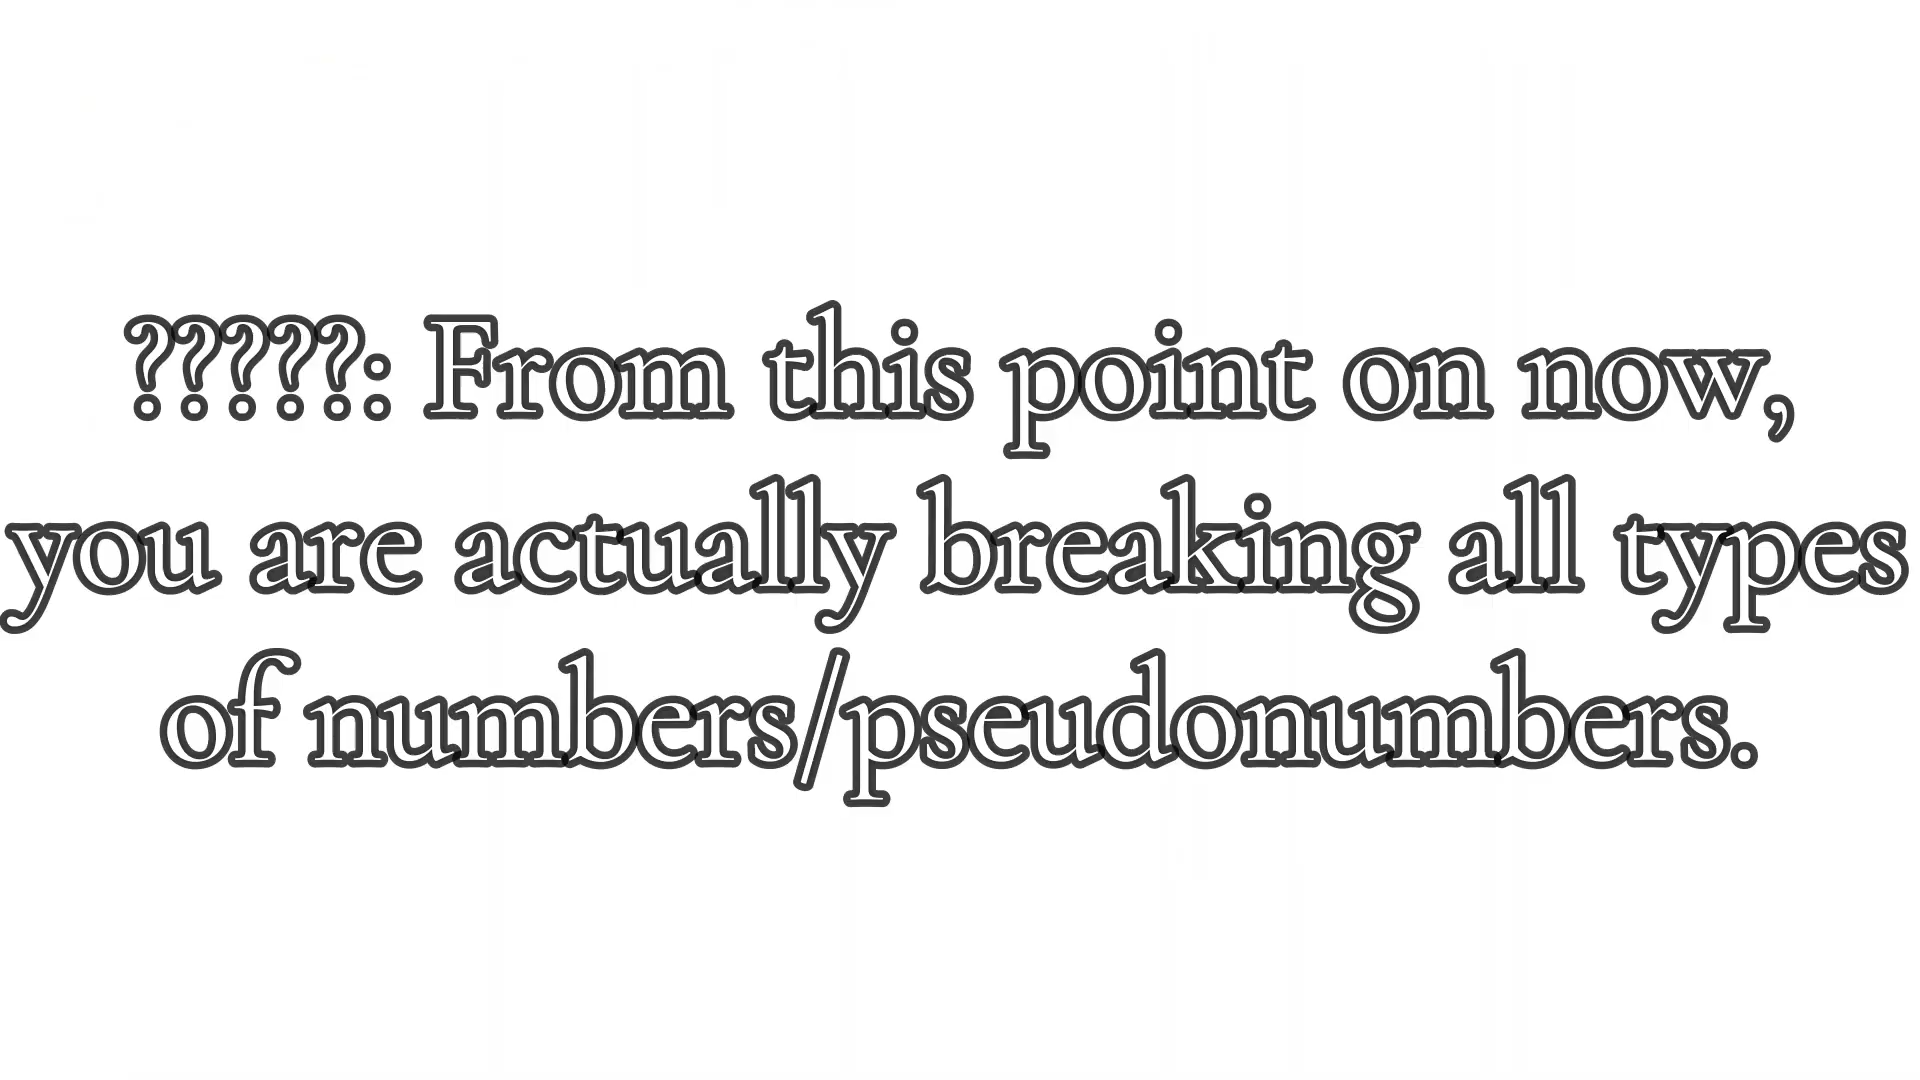 ?????: From this point on now,
you are actually breaking all types
of numbers/pseudonumbers.